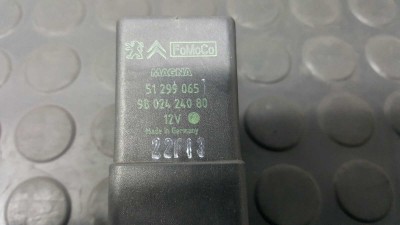 FoMoCo
MAGNA
51 299 065
98 024 240 80
12V
Made in Germany
22F13